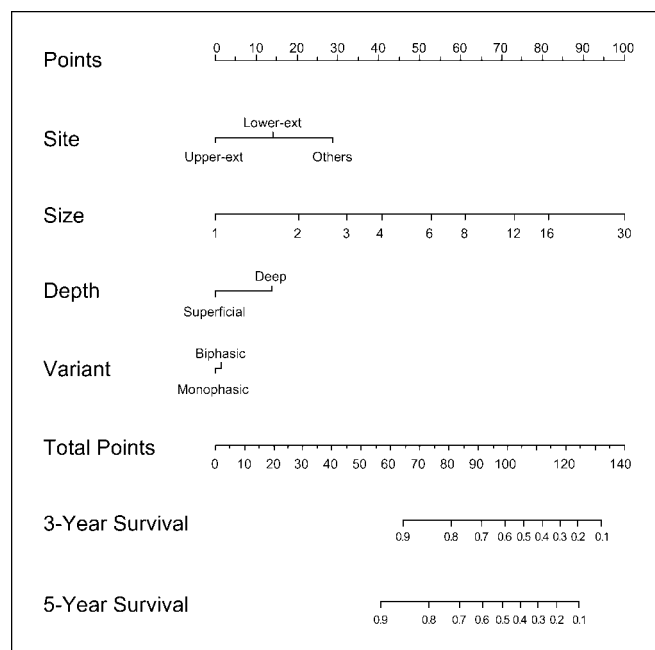 Points 0 10 20 30 40 50 60 70 80 90 100
Lower-ext
Site
Upper-ext Others
Size
1 2 3 4 6 8 12 16 30
Deep
Depth
Superficial
Biphasic
Variant
Monophasic
Total Points
0 10 20 30 40 50 60 70 80 90 100 120 140
3-Year Survival
0.9 0.8 0.7 0.6 0.5 0.4 0.3 0.2 0.1
5-Year Survival
0.9 0.8 0.7 0.6 0.5 0.4 0.3 0.2 0.1